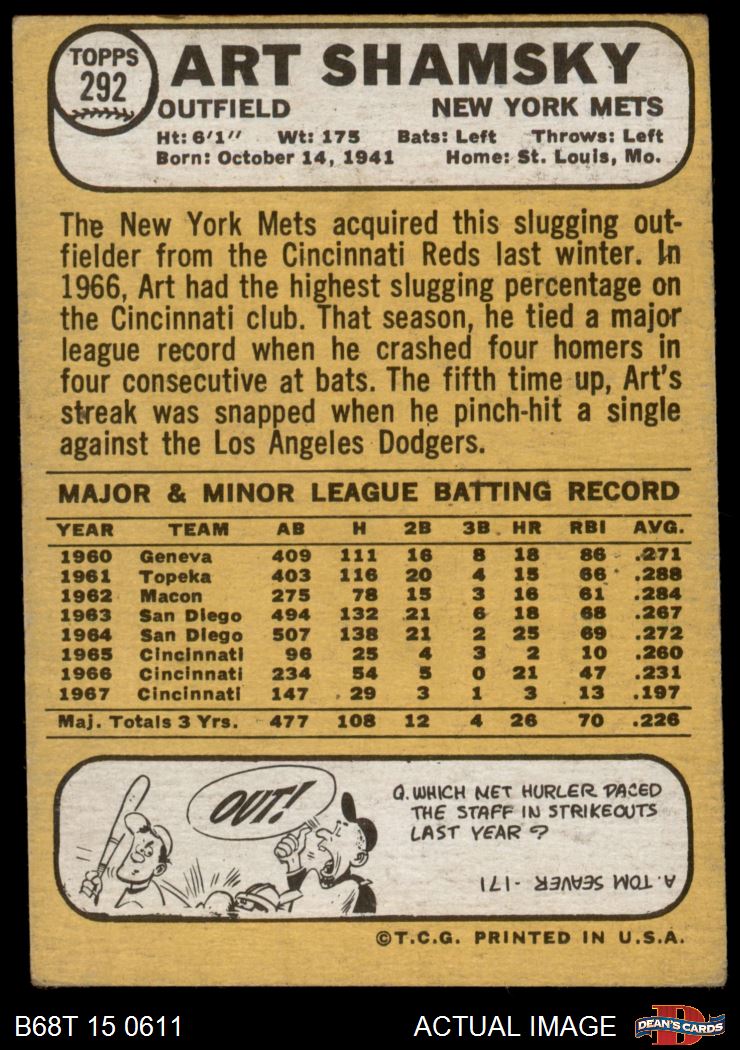 TOPPS
292
ART SHAMSKY
OUTFIELD NEW YORK METS
Ht: 6'1" Wt: 175 Bats: Left Throws: Left
Born: October 14, 1941 Home: St. Louis, Mo.
The New York Mets acquired this slugging out-
fielder from the Cincinnati Reds last winter. In
1966, Art had the highest slugging percentage on
the Cincinnati club. That season, he tied a major
league record when he crashed four homers in
four consecutive at bats. The fifth time up, Art's
streak was snapped when he pinch-hit a single
against the Los Angeles Dodgers.
MAJOR & MINOR LEAGUE BATTING RECORD
YEAR TEAM AB H 2B 3B HR RBI AVG.
1960 Geneva 409 111 16 8 18 86 .271
1961 Topeka 403 116 20 4 15 66 .288
1962 Macon 275 78 15 3 16 61 .284
1963 San Diego 494 132 21 6 18 68 .267
1964 San Diego 507 138 21 2 25 69 .272
1965 Cincinnati 96 25 4 3 2 10 .260
1966 Cincinnati 234 54 5 0 21 47 .231
1967 Cincinnati 147 29 3 1 3 13 .197
Maj. Totals 3 Yrs. 477 108 12 4 26 70 .226
OUT!
Q. WHICH MET HURLER PACED
THE STAFF IN STRIKEOUTS
LAST YEAR?
A. TOM SEAVER - 171
©T.C.G. PRINTED IN U.S.A.
B68T 15 0611 ACTUAL IMAGE
D
DEAN'S CARDS